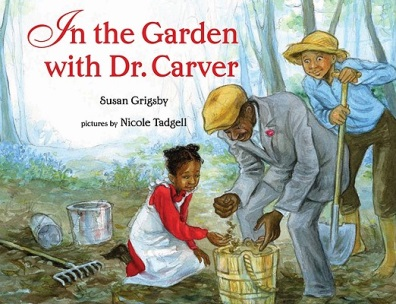 In the Garden
with Dr. Carver
Susan Grigsby
pictures by Nicole Tadgell